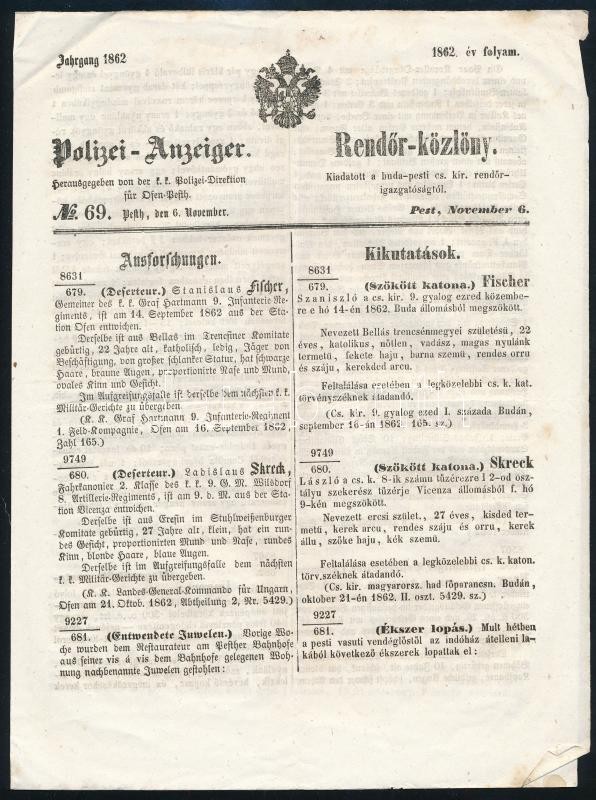 Jahrgang 1862
1862. év folyam.
Polizei-Anzeiger.
Herausgegeben von der k. k. Polizei-Direktion
für Ofen-Pesth.
№. 69. Pesth, den 6. November.
Rendőr-közlöny.
Kiadatott a buda-pesti cs. kir. rendőr-
igazgatóságtól.
Pest, November 6.
Ausforschungen.
8631
679. (Deserteur.) Stanislaus Fischer,
Gemeiner des k. k. Graf Hartmann 9. Infanterie-Re-
giments, ist am 14. September 1862 aus der Sta-
tion Ofen entwichen.
Derselbe ist aus Bellas im Trencsiner Komitate
gebürtig, 22 Jahre alt, katholisch, ledig, Jäger von
Beschäftigung, von großer schlanker Statur, hat schwarze
Haare, braune Augen, proportionirte Nase und Mund,
ovales Kinn und Gesicht.
Im Aufgreifungsfalle ist derselbe dem nächsten k. k.
Militär-Gerichte zu übergeben.
(K. K. Graf Hartmann 9. Infanterie-Regiment
1. Feld-Kompagnie, Ofen am 16. September 1862,
Zahl 165.)
9749
680. (Deserteur.) Ladislaus Skreck,
Fahrkanonier 2. Klasse des k. k. F. M. Wilsdorf
8. Artillerie-Regiments, ist am 9. d. M. aus der Sta-
tion Vicenza entwichen.
Derselbe ist aus Ercsin im Stuhlweißenburger
Komitate gebürtig, 27 Jahre alt, klein, hat ein run-
des Gesicht, proportionirten Mund und Nase, rundes
Kinn, blonde Haare, blaue Augen.
Derselbe ist im Aufgreifungsfalle dem nächsten
k. k. Militär-Gerichte zu übergeben.
(K. K. Landes-General-Kommando für Ungarn,
Ofen am 21. Oktob. 1862, Abtheilung 2, Nr. 5429.)
9227
681. (Entwendete Juwelen.) Vorige Wo-
che wurden dem Restaurateur am Pesther Bahnhofe
aus seiner vis á vis dem Bahnhofe gelegenen Woh-
nung nachbenannte Juwelen gestohlen:
Kikutatások.
8631
679. (Szökött katona.) Fischer
Szaniszló a cs. kir. 9. gyalog ezred közembe-
re e hó 14-én 1862. Buda állomásból megszökött.
Nevezett Bellás trencsénmegyei születésü, 22
éves, katolikus, nőtlen, vadász, magas nyulánk
termetü, fekete haju, barna szemü, rendes orru
és száju, kerekded arcu.
Feltalálása esetében a legközelebbi cs. k. kat.
törvényszéknek átadandó.
(Cs. kir. 9. gyalog ezred I. százada Budán,
september 16-án 1862. 165. sz.)
9749
680. (Szökött katona.) Skreck
László a cs. k. 8-ik számu tüzérezre l 2-od osz-
tályu szekerész tüzérje Vicenza állomásból f. hó
9-kén megszökött.
Nevezett ercsi szület., 27 éves, kisded ter-
metü, kerek arcu, rendes száju és orru, kerek
állu, szőke haju, kék szemü.
Feltalálása esetében a legközelebbi cs. k. katon.
törv.széknek átadandó.
(Cs. kir. magyarorsz. had főparancsn. Budán,
oktober 21-én 1862. II. oszt. 5429. sz.)
9227
681. (Ékszer lopás.) Mult hétben
a pesti vasuti vendéglőstől az indóház átelleni la-
kából következő ékszerek lopattak el: